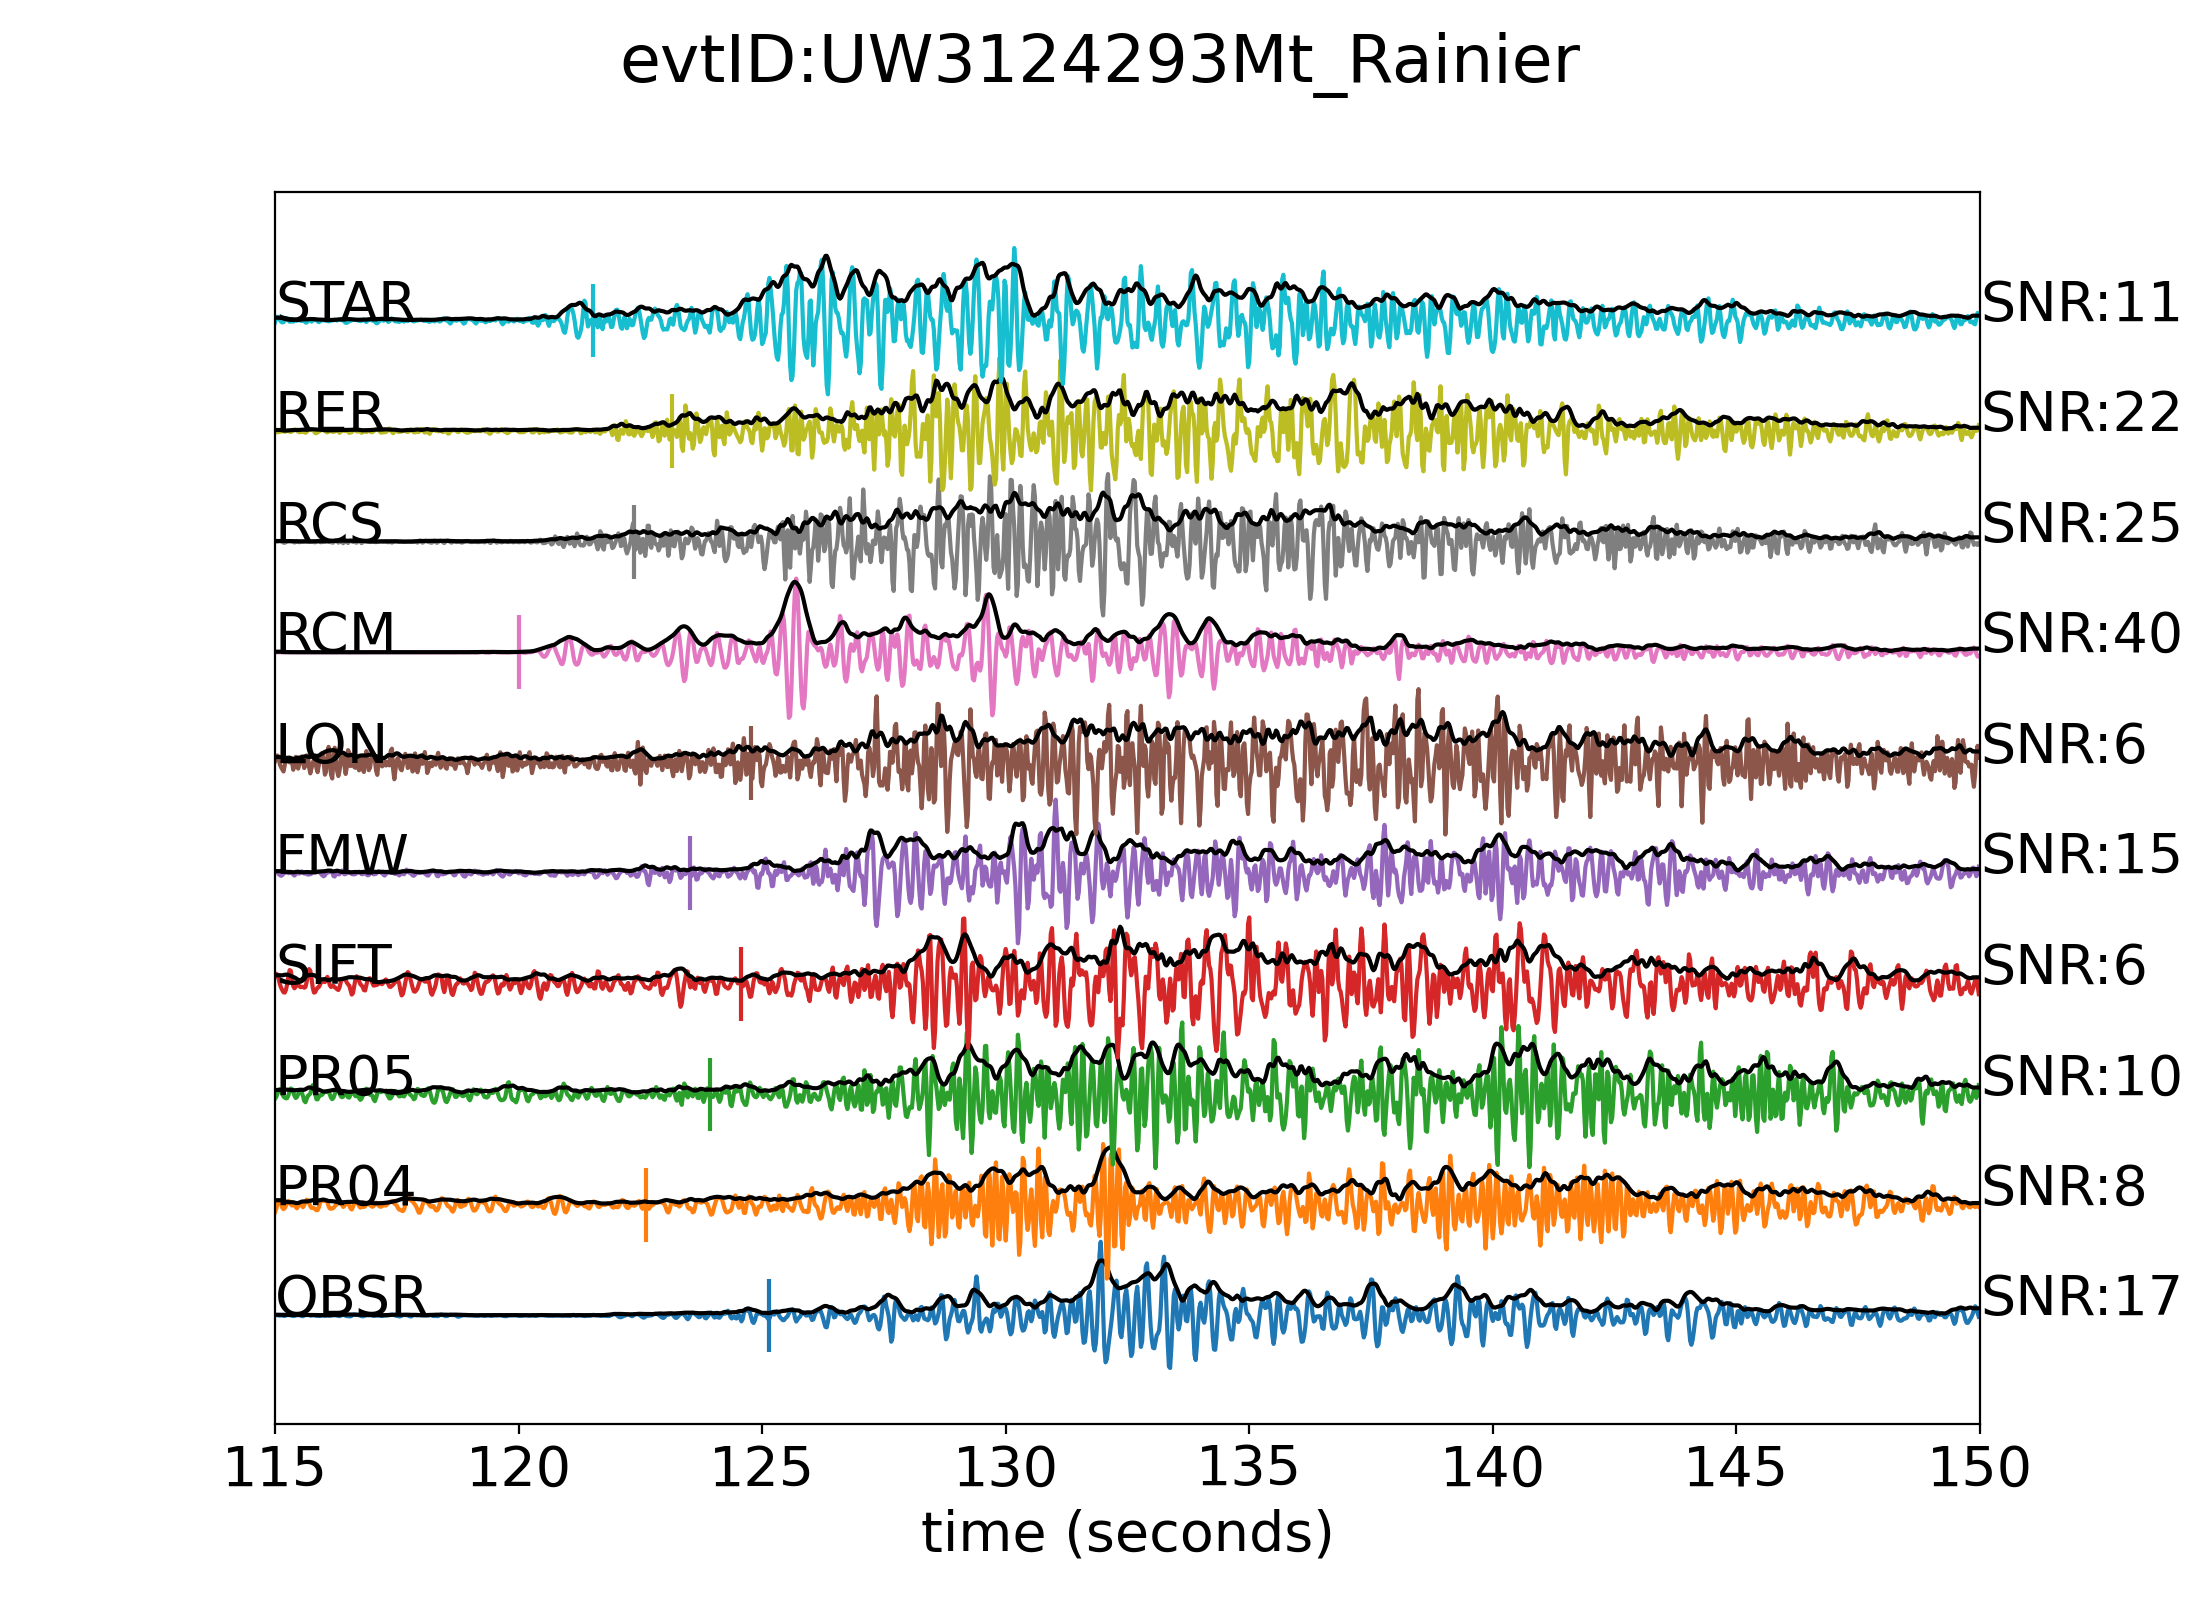 evtID:UW3124293Mt_Rainier
STAR SNR:11
RER SNR:22
RCS SNR:25
RCM SNR:40
LON SNR:6
FMW SNR:15
SIFT SNR:6
PR05 SNR:10
PR04 SNR:8
OBSR SNR:17
115 120 125 130 135 140 145 150
time (seconds)